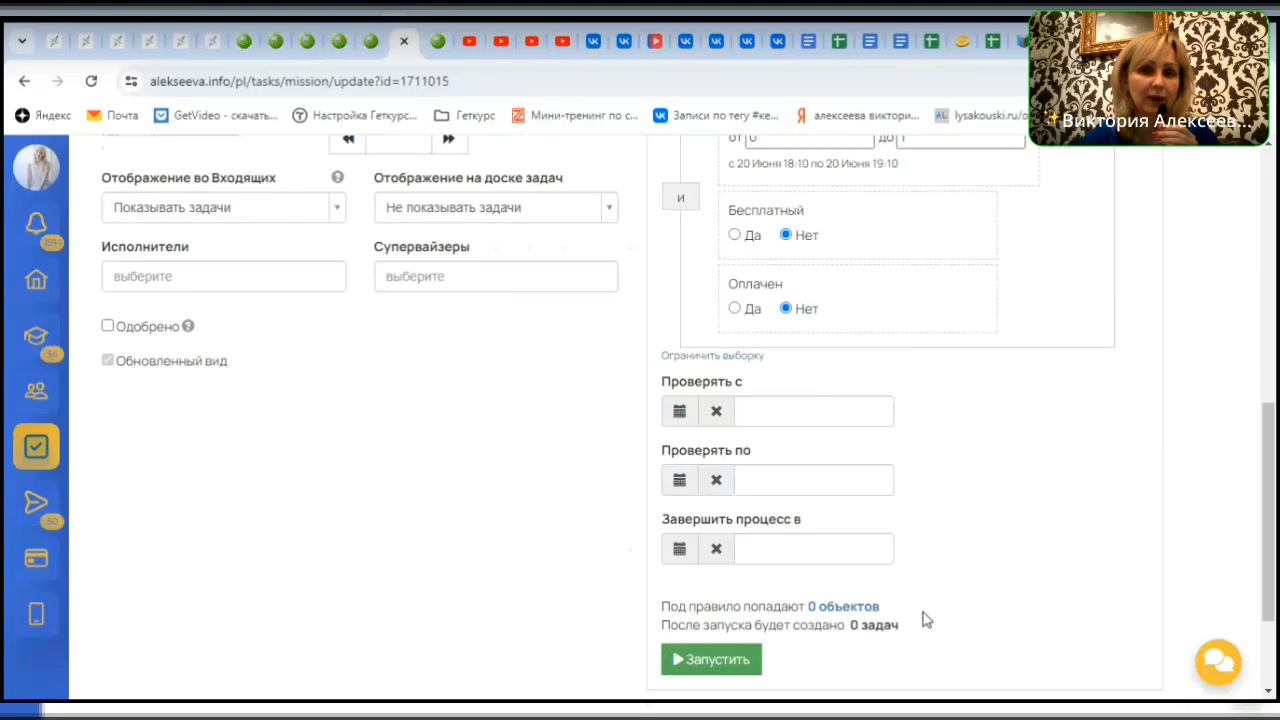 alekseeva.info/pl/tasks/mission/update?id=1711015
Яндекс
Почта
GetVideo - скачать...
Настройка Геткурс...
Геткурс
Мини-тренинг по с...
Записи по тегу #ке...
алексеева виктори...
lysakouski.ru/o
Виктория Алексеев...
от 0 до 1
с 20 Июня 18:10 по 20 Июня 19:10
и
Бесплатный
Да Нет
Оплачен
Да Нет
Ограничить выборку
Проверять с
Проверять по
Завершить процесс в
Под правило попадают 0 объектов
После запуска будет создано 0 задач
Запустить
Отображение во Входящих
Отображение на доске задач
Показывать задачи
Не показывать задачи
Исполнители
Супервайзеры
выберите
выберите
Одобрено
Обновленный вид
50